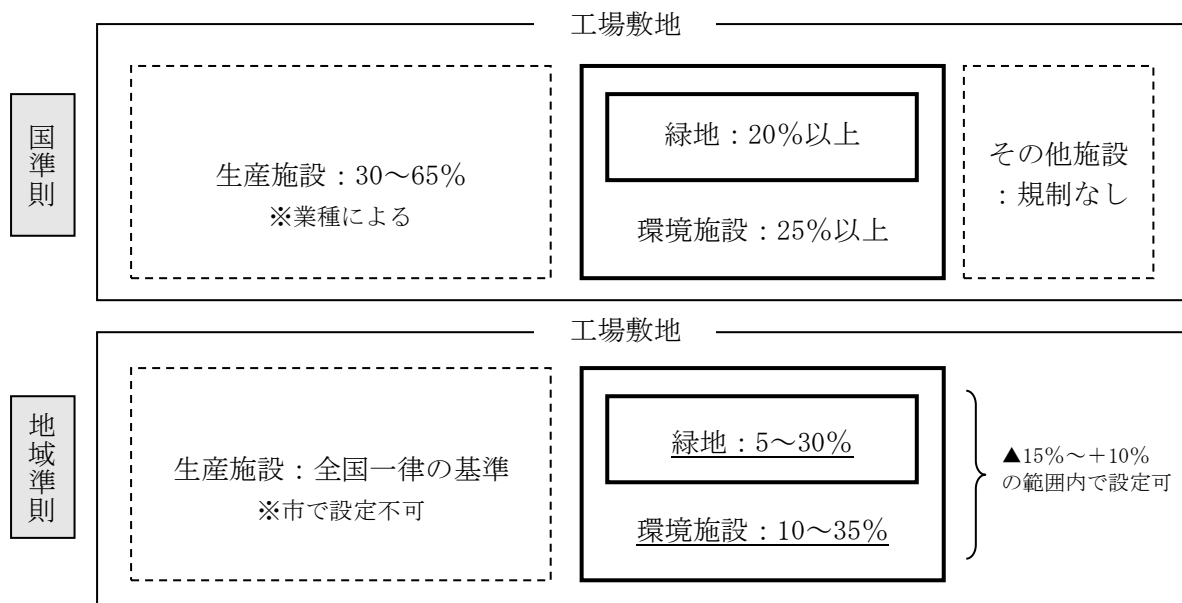 工場敷地
国準則
生産施設：30～65％
※業種による
緑地：20％以上
環境施設：25％以上
その他施設
：規制なし
工場敷地
地域準則
生産施設：全国一律の基準
※市で設定不可
緑地：5～30％
環境施設：10～35％
▲15％～＋10％
の範囲内で設定可